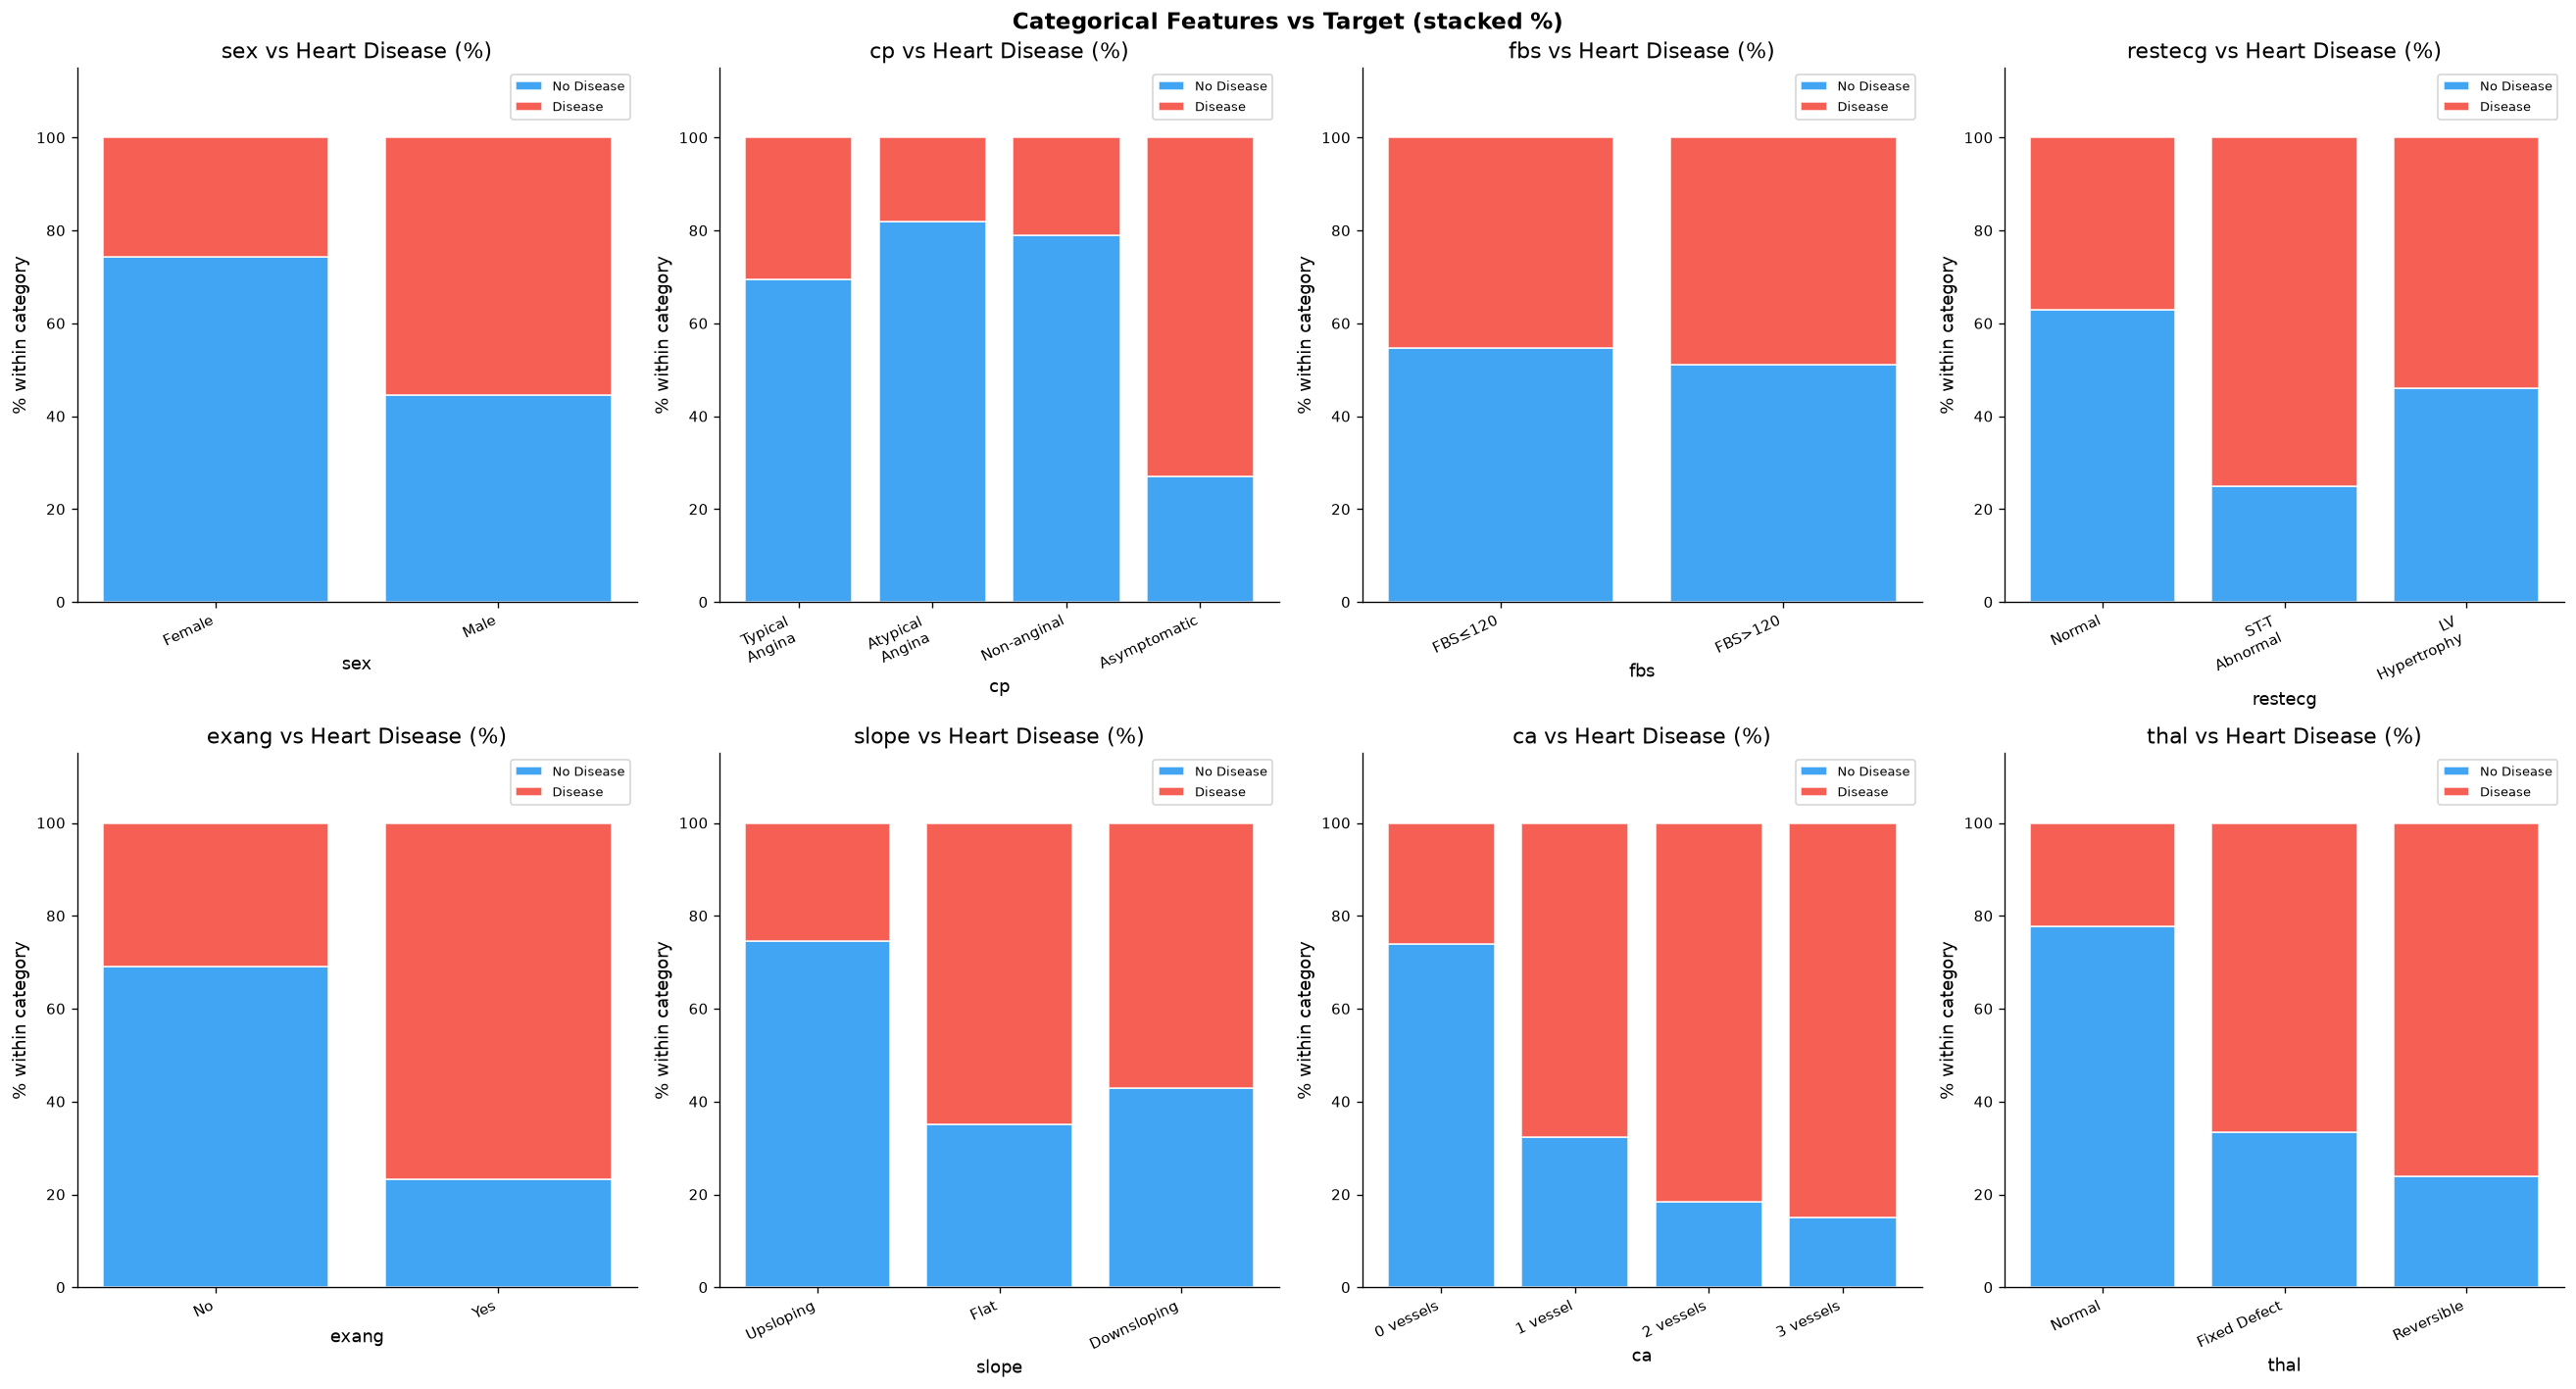 Categorical Features vs Target (stacked %)
sex vs Heart Disease (%)
No Disease
Disease
% within category
100
80
60
40
20
0
Female
Male
sex
cp vs Heart Disease (%)
No Disease
Disease
% within category
100
80
60
40
20
0
Typical
Angina
Atypical
Angina
Non-anginal
Asymptomatic
cp
fbs vs Heart Disease (%)
No Disease
Disease
% within category
100
80
60
40
20
0
FBS≤120
FBS>120
fbs
restecg vs Heart Disease (%)
No Disease
Disease
% within category
100
80
60
40
20
0
Normal
ST-T
Abnormal
LV
Hypertrophy
restecg
exang vs Heart Disease (%)
No Disease
Disease
% within category
100
80
60
40
20
0
No
Yes
exang
slope vs Heart Disease (%)
No Disease
Disease
% within category
100
80
60
40
20
0
Upsloping
Flat
Downsloping
slope
ca vs Heart Disease (%)
No Disease
Disease
% within category
100
80
60
40
20
0
0 vessels
1 vessel
2 vessels
3 vessels
ca
thal vs Heart Disease (%)
No Disease
Disease
% within category
100
80
60
40
20
0
Normal
Fixed Defect
Reversible
thal